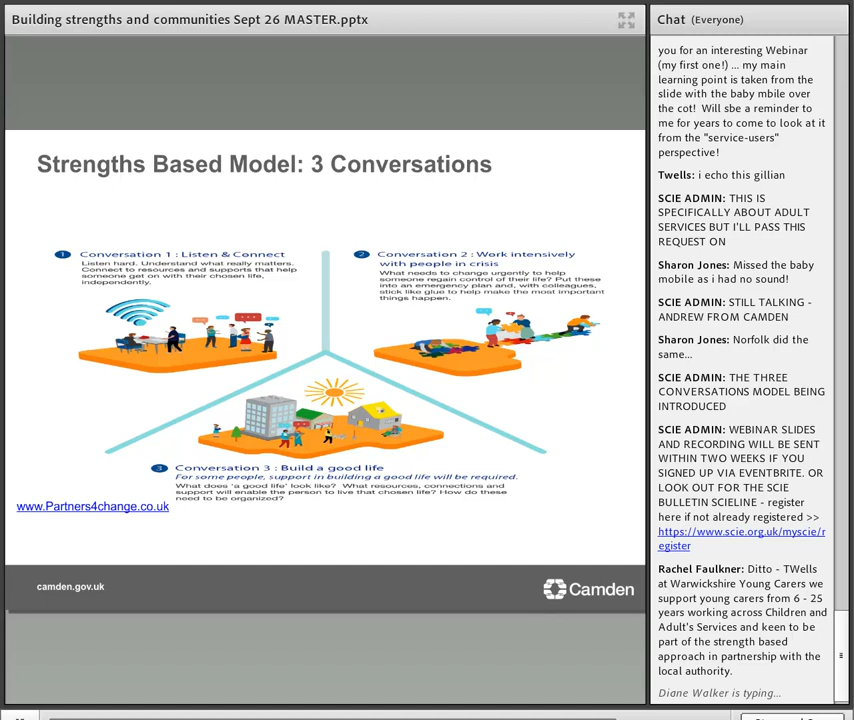 Building strengths and communities Sept 26 MASTER.pptx
Strengths Based Model: 3 Conversations
1 Conversation 1 : Listen & Connect
Listen hard. Understand what really matters.
Connect to resources and supports that help
someone get on with their chosen life,
independently.
2 Conversation 2 : Work intensively
with people in crisis
What needs to change urgently to help
someone regain control of their life? Put these
into an emergency plan and, with colleagues,
stick like glue to help make the most important
things happen.
3 Conversation 3 : Build a good life
For some people, support in building a good life will be required.
What does 'a good life' look like? What resources, connections and
support will enable the person to live that chosen life? How do these
need to be organized?
www.Partners4change.co.uk
camden.gov.uk
Camden
Chat (Everyone)
you for an interesting Webinar
(my first one!) ... my main
learning point is taken from the
slide with the baby mbile over
the cot! Will sbe a reminder to
me for years to come to look at it
from the "service-users"
perspective!
Twells: i echo this gillian
SCIE ADMIN: THIS IS
SPECIFICALLY ABOUT ADULT
SERVICES BUT I'LL PASS THIS
REQUEST ON
Sharon Jones: Missed the baby
mobile as i had no sound!
SCIE ADMIN: STILL TALKING -
ANDREW FROM CAMDEN
Sharon Jones: Norfolk did the
same...
SCIE ADMIN: THE THREE
CONVERSATIONS MODEL BEING
INTRODUCED
SCIE ADMIN: WEBINAR SLIDES
AND RECORDING WILL BE SENT
WITHIN TWO WEEKS IF YOU
SIGNED UP VIA EVENTBRITE. OR
LOOK OUT FOR THE SCIE
BULLETIN SCIELINE - register
here if not already registered >>
https://www.scie.org.uk/myscie/r
egister
Rachel Faulkner: Ditto - TWells
at Warwickshire Young Carers we
support young carers from 6 - 25
years working across Children and
Adult's Services and keen to be
part of the strength based
approach in partnership with the
local authority.
Diane Walker is typing...